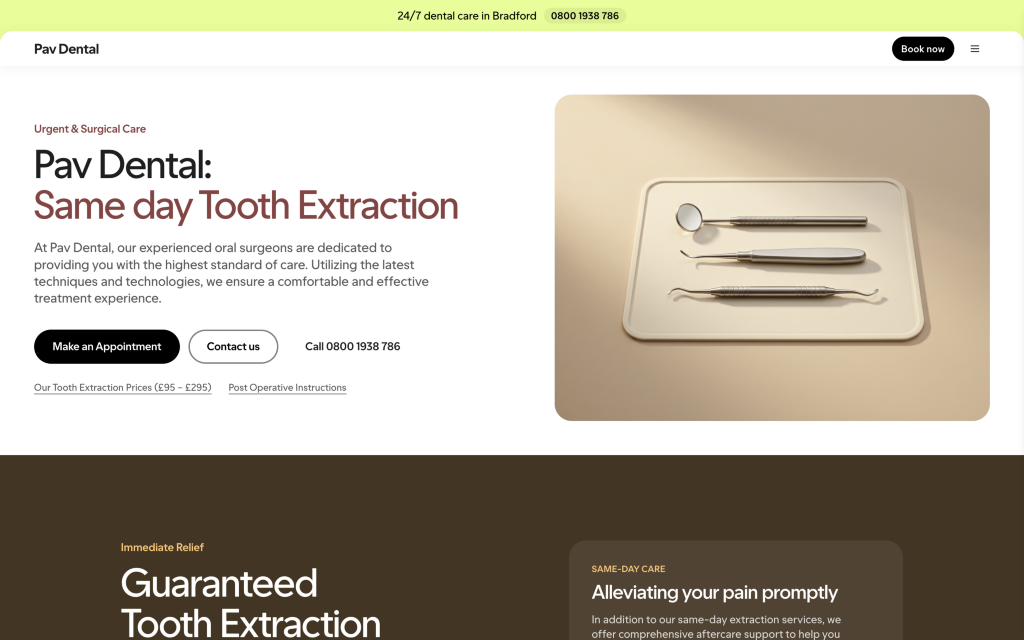 24/7 dental care in Bradford 0800 1938 786
Pav Dental
Book now
Urgent & Surgical Care
Pav Dental:
Same day Tooth Extraction
At Pav Dental, our experienced oral surgeons are dedicated to
providing you with the highest standard of care. Utilizing the latest
techniques and technologies, we ensure a comfortable and effective
treatment experience.
Make an Appointment
Contact us
Call 0800 1938 786
Our Tooth Extraction Prices (£95 – £295)
Post Operative Instructions
Immediate Relief
Guaranteed
Tooth Extraction
SAME-DAY CARE
Alleviating your pain promptly
In addition to our same-day extraction services, we
offer comprehensive aftercare support to help you